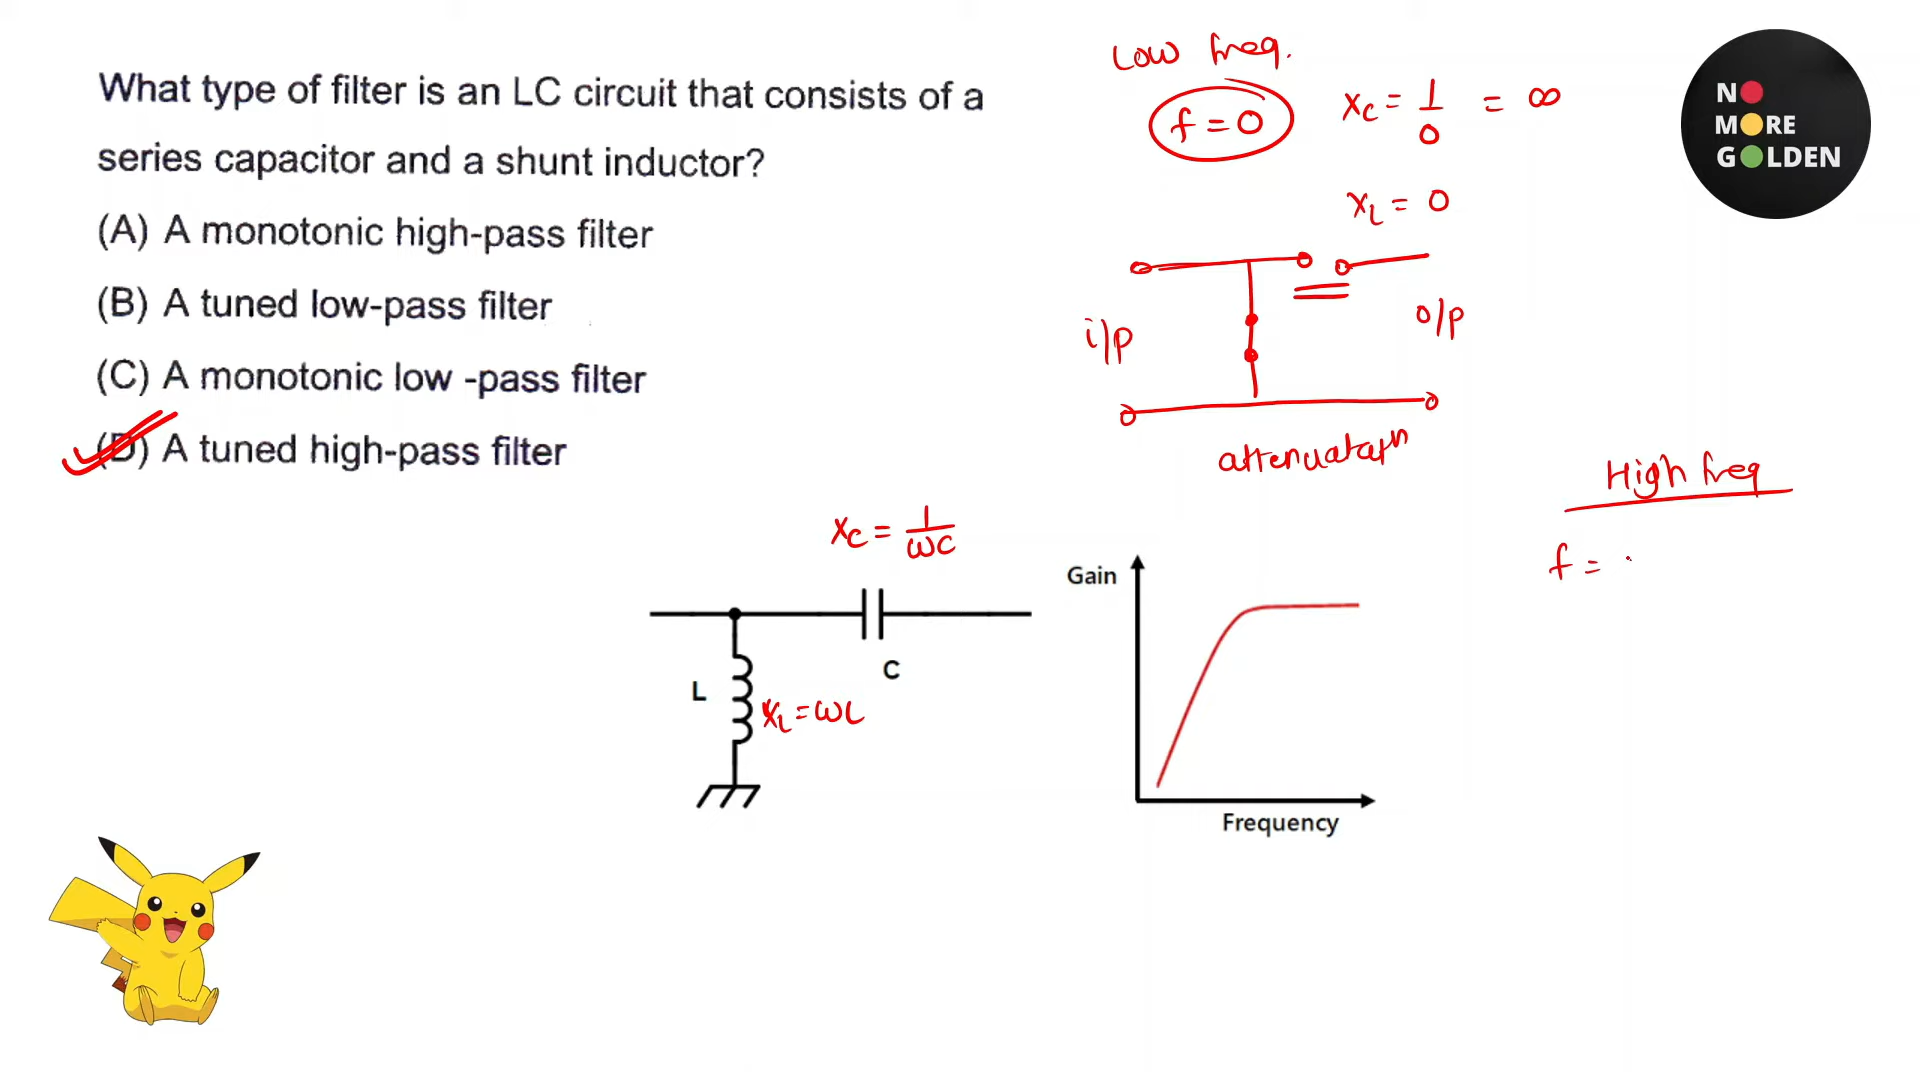 What type of filter is an LC circuit that consists of a
series capacitor and a shunt inductor?
(A) A monotonic high-pass filter
(B) A tuned low-pass filter
(C) A monotonic low -pass filter
(D) A tuned high-pass filter
Low freq.
f = 0
Xc = 1/0 = ∞
XL = 0
i/p
o/p
High freq
f =
Xc = 1/ωC
C
L
XL = ωL
Gain
Frequency
NO
MORE
GOLDEN